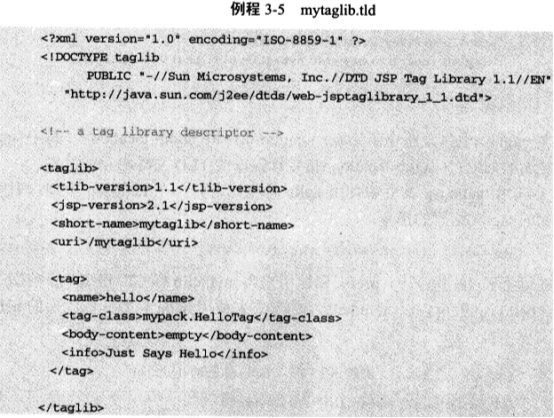 例程 3-5 mytaglib.tld
<?xml version="1.0" encoding="ISO-8859-1" ?>
<!DOCTYPE taglib
PUBLIC "-//Sun Microsystems, Inc.//DTD JSP Tag Library 1.1//EN"
"http://java.sun.com/j2ee/dtds/web-jsptaglibrary_1_1.dtd">
<!-- a tag library descriptor -->
<taglib>
<tlib-version>1.1</tlib-version>
<jsp-version>2.1</jsp-version>
<short-name>mytaglib</short-name>
<uri>/mytaglib</uri>
<tag>
<name>hello</name>
<tag-class>mypack.HelloTag</tag-class>
<body-content>empty</body-content>
<info>Just Says Hello</info>
</tag>
</taglib>